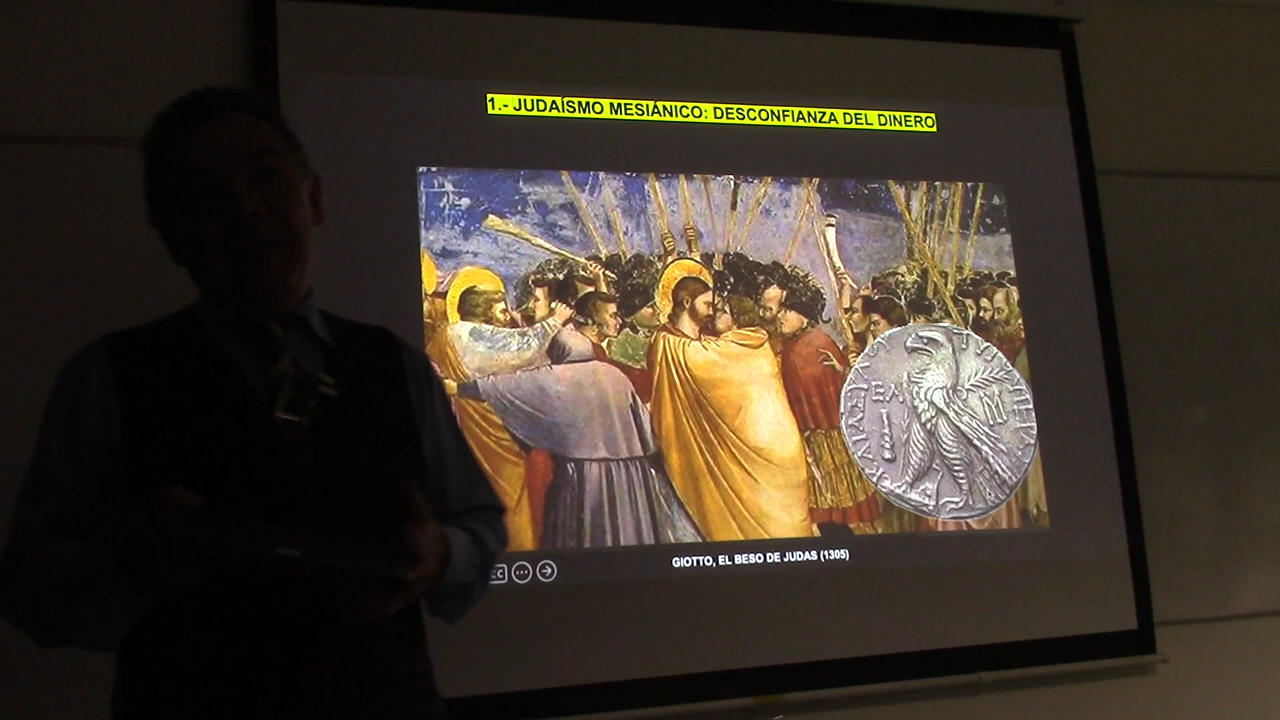 1.- JUDAÍSMO MESIÁNICO: DESCONFIANZA DEL DINERO
GIOTTO, EL BESO DE JUDAS (1305)